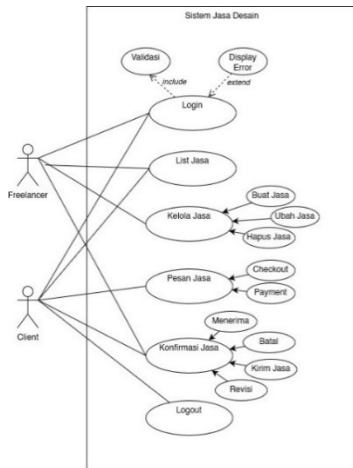 Sistem Jasa Desain
Validasi
Display
Error
include
extend
Login
Freelancer
List Jasa
Buat Jasa
Kelola Jasa
Ubah Jasa
Hapus Jasa
Pesan Jasa
Checkout
Payment
Client
Menerima
Konfirmasi Jasa
Batal
Kirim Jasa
Revisi
Logout